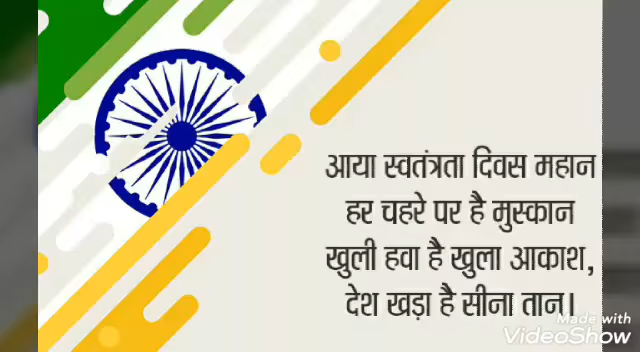 आया स्वतंत्रता दिवस महान
हर चहरे पर है मुस्कान
खुली हवा है खुला आकाश,
देश खड़ा है सीना तान।
Made with
VideoShow